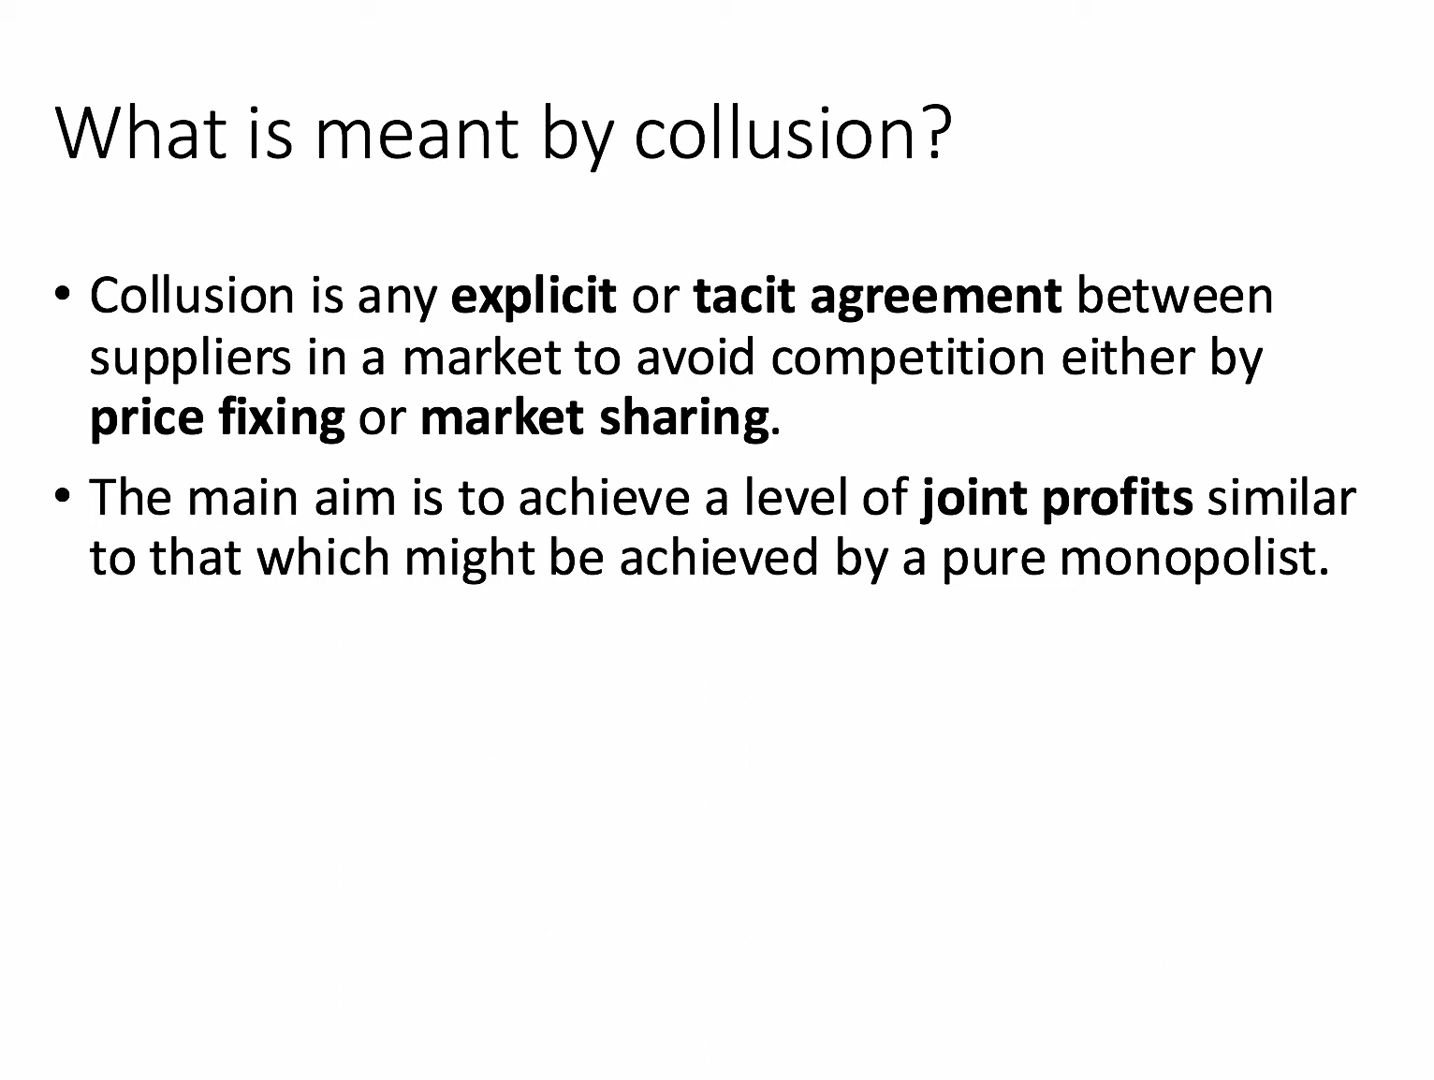 What is meant by collusion?
• Collusion is any explicit or tacit agreement between
suppliers in a market to avoid competition either by
price fixing or market sharing.
• The main aim is to achieve a level of joint profits similar
to that which might be achieved by a pure monopolist.